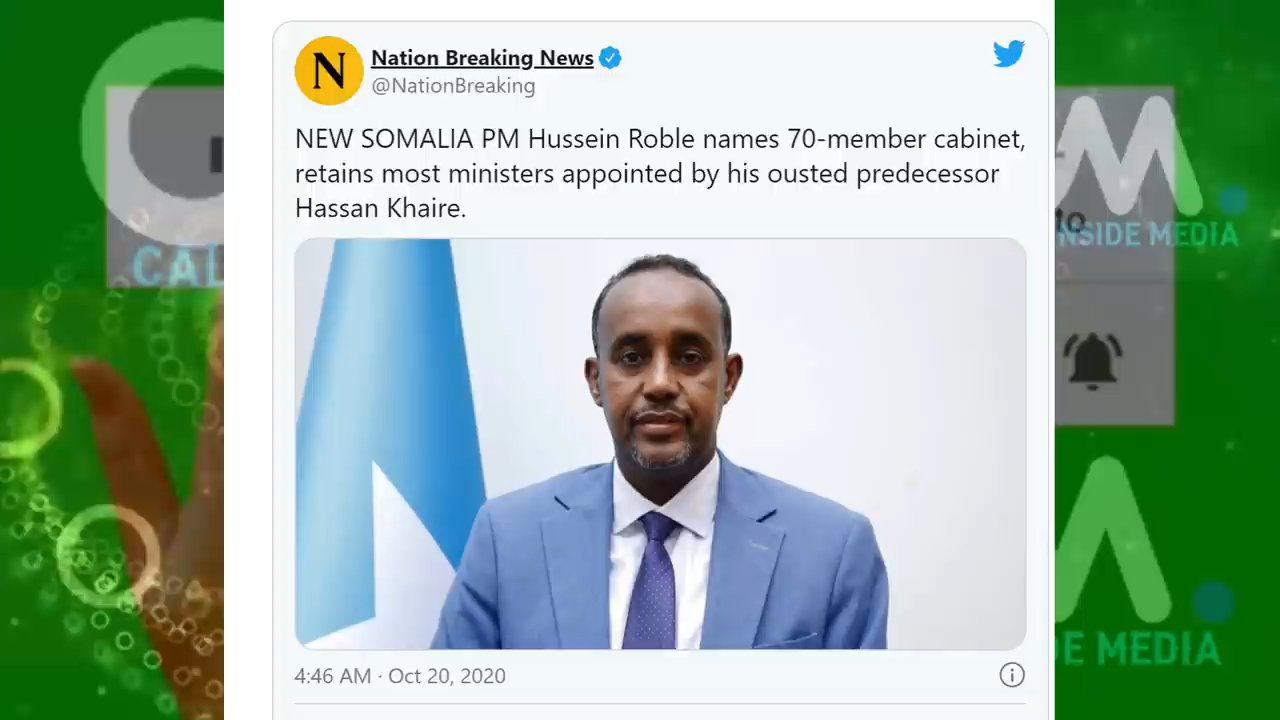 N Nation Breaking News
@NationBreaking
NEW SOMALIA PM Hussein Roble names 70-member cabinet,
retains most ministers appointed by his ousted predecessor
Hassan Khaire.
4:46 AM · Oct 20, 2020
CAL
M.
NSIDE MEDIA
DE MEDIA